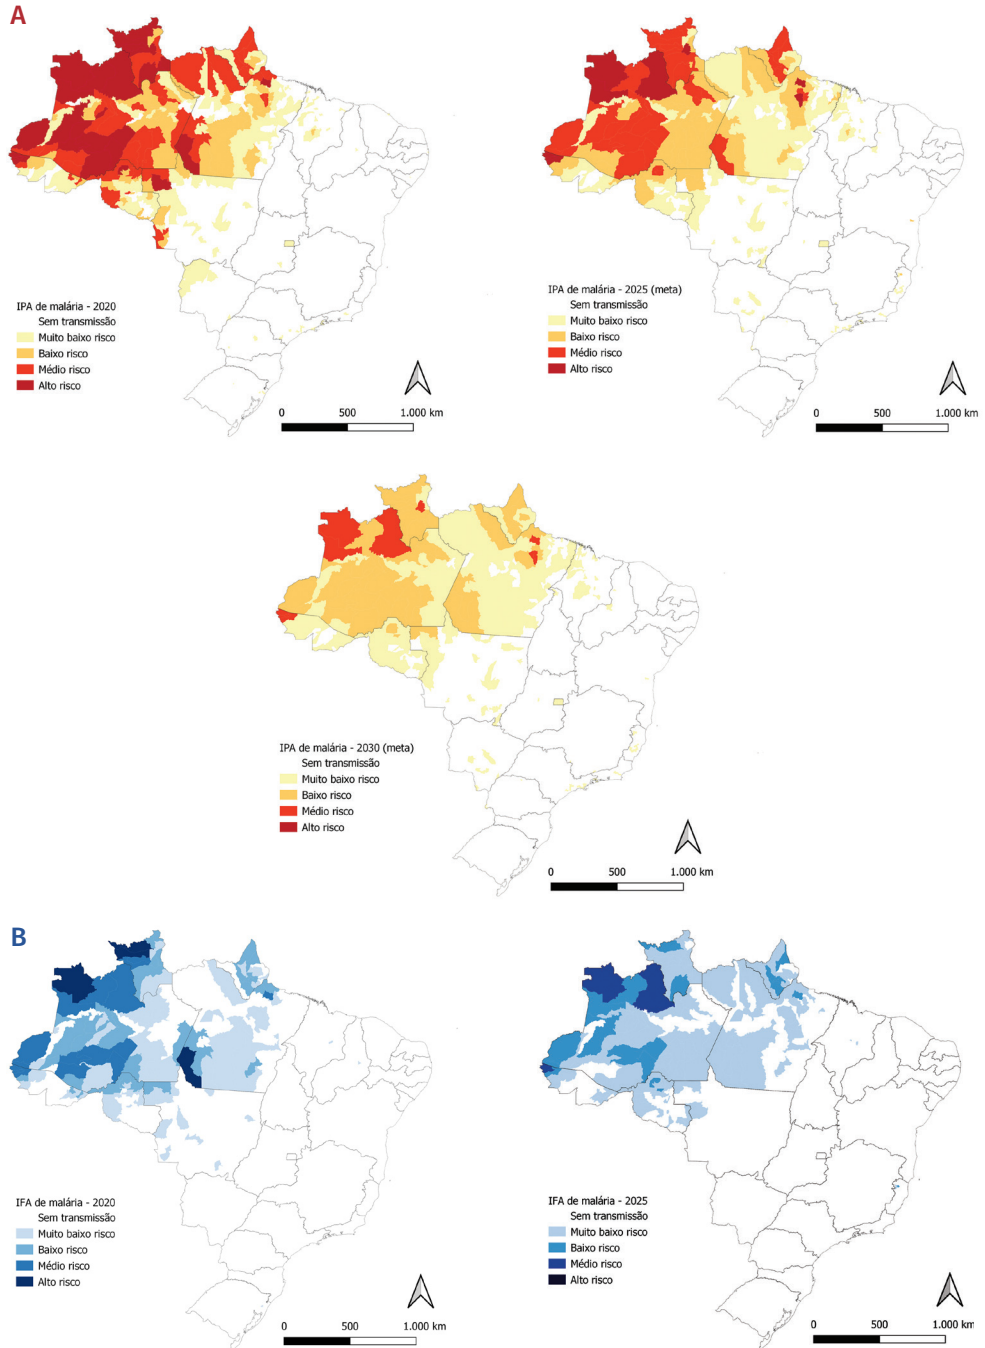 A
IPA de malária - 2020
Sem transmissão
Muito baixo risco
Baixo risco
Médio risco
Alto risco
0 500 1.000 km
IPA de malária - 2025 (meta)
Sem transmissão
Muito baixo risco
Baixo risco
Médio risco
Alto risco
0 500 1.000 km
IPA de malária - 2030 (meta)
Sem transmissão
Muito baixo risco
Baixo risco
Médio risco
Alto risco
0 500 1.000 km
B
IFA de malária - 2020
Sem transmissão
Muito baixo risco
Baixo risco
Médio risco
Alto risco
0 500 1.000 km
IFA de malária - 2025
Sem transmissão
Muito baixo risco
Baixo risco
Médio risco
Alto risco
0 500 1.000 km